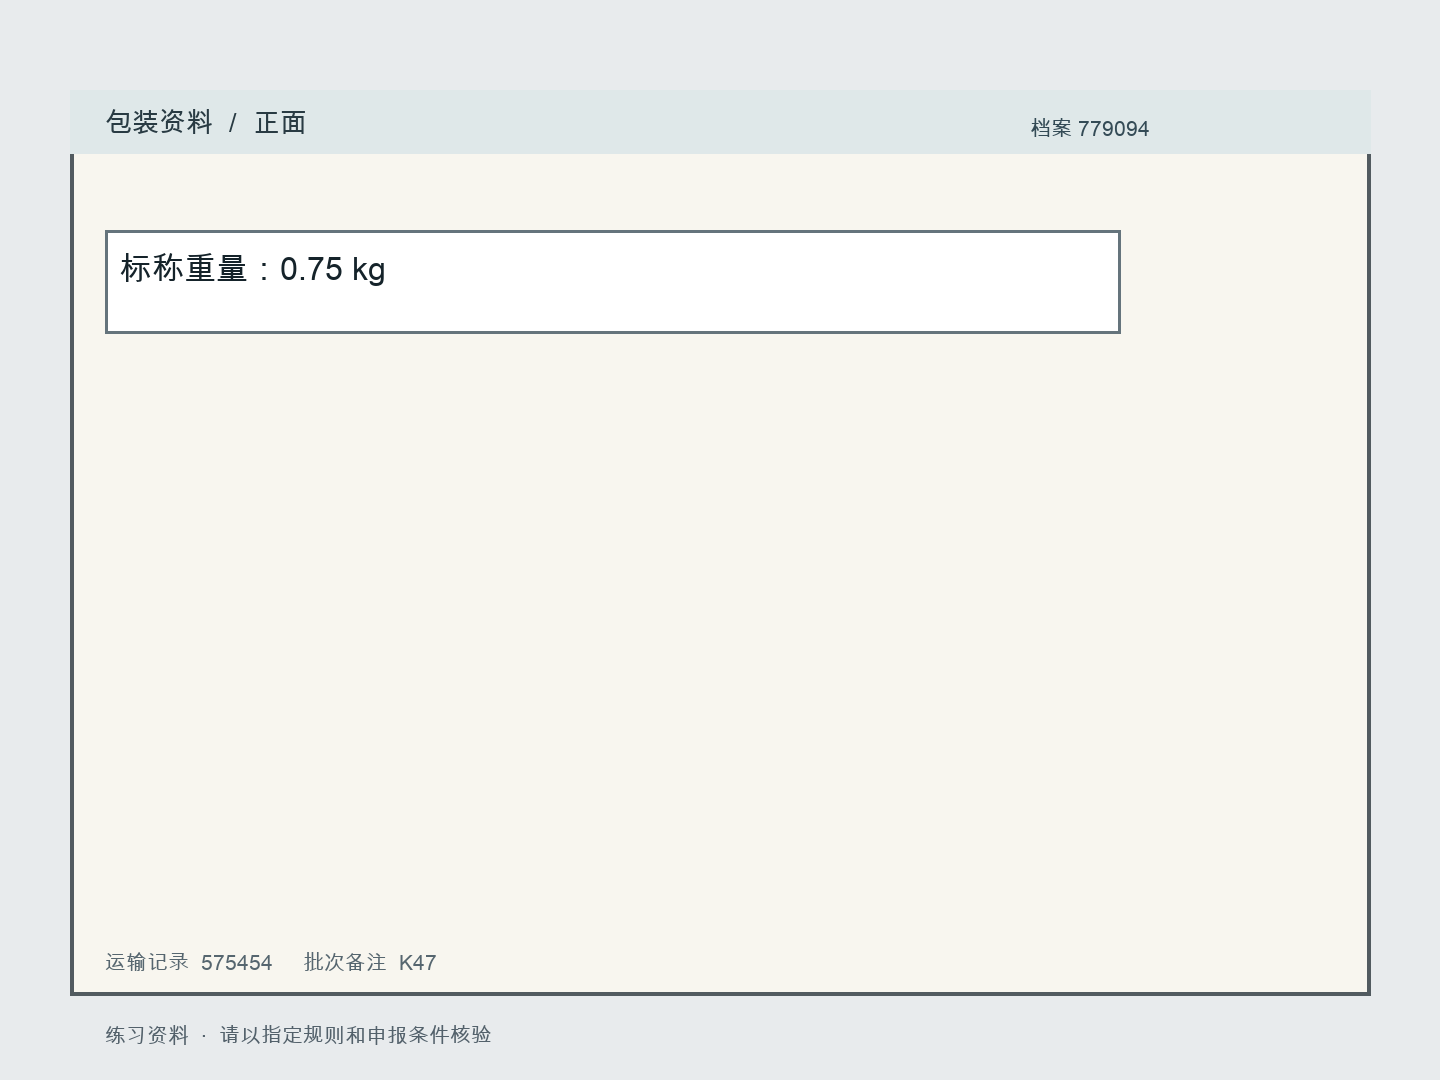 包装资料 / 正面
档案 779094
标称重量：0.75 kg
运输记录 575454 批次备注 K47
练习资料 · 请以指定规则和申报条件核验